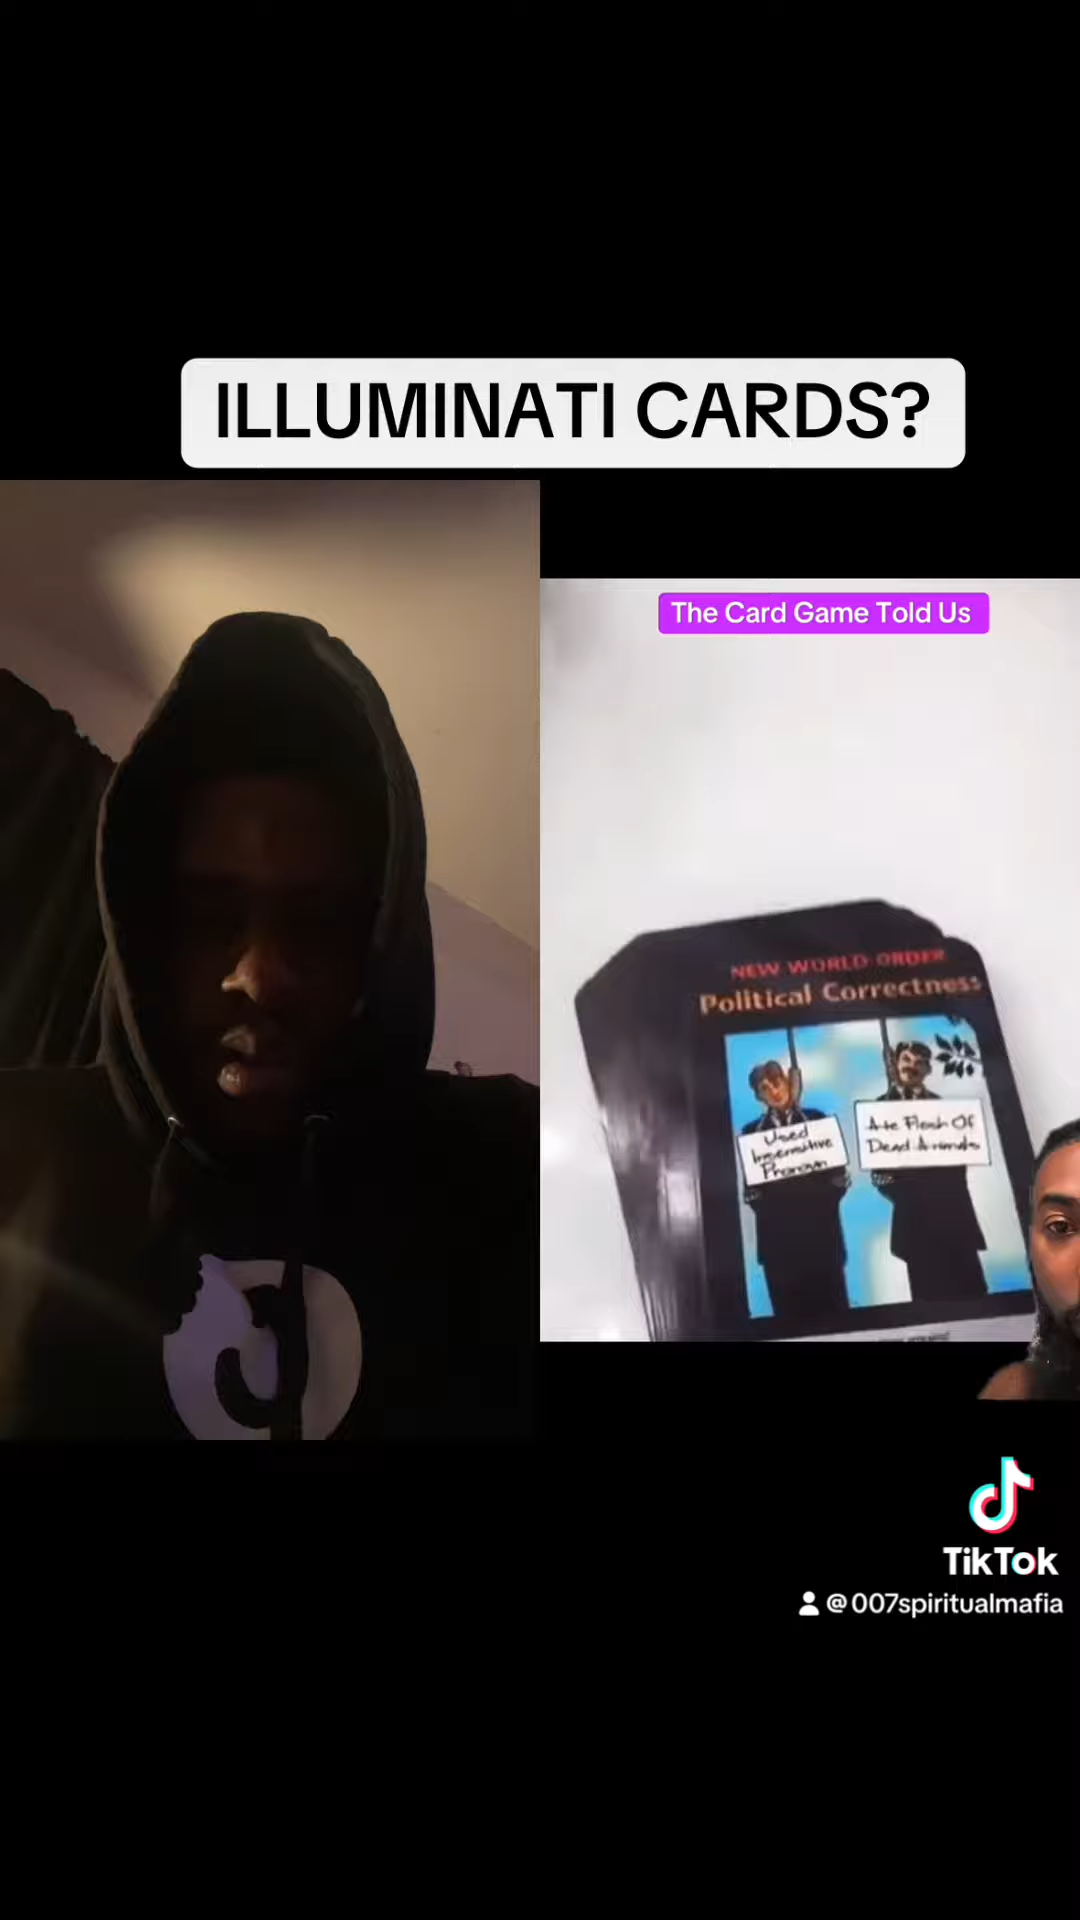 ILLUMINATI CARDS?
The Card Game Told Us
NEW WORLD ORDER
Political Correctness
Used
Insensitive
Pronoun
Ate Flesh Of
Dead Animals
TikTok
@007spiritualmafia